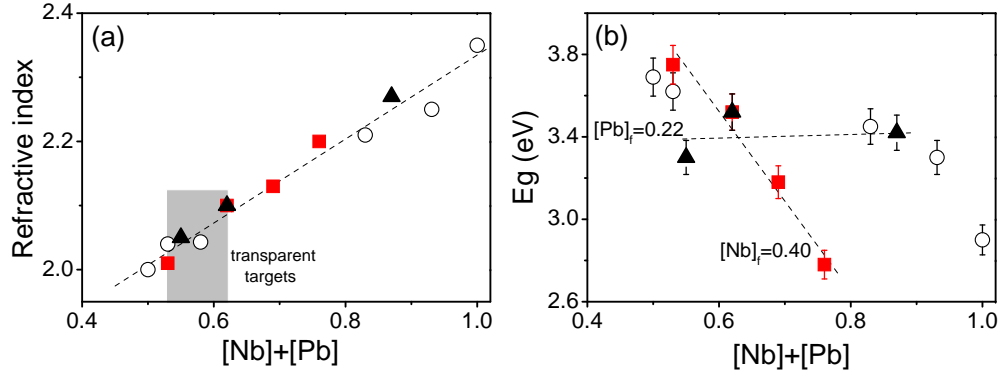 (a)
2.4
2.2
2.0
Refractive index
transparent
targets
0.4
0.6
0.8
1.0
[Nb]+[Pb]
(b)
3.8
3.4
3.0
2.6
Eg (eV)
[Pb]f=0.22
[Nb]f=0.40
0.4
0.6
0.8
1.0
[Nb]+[Pb]